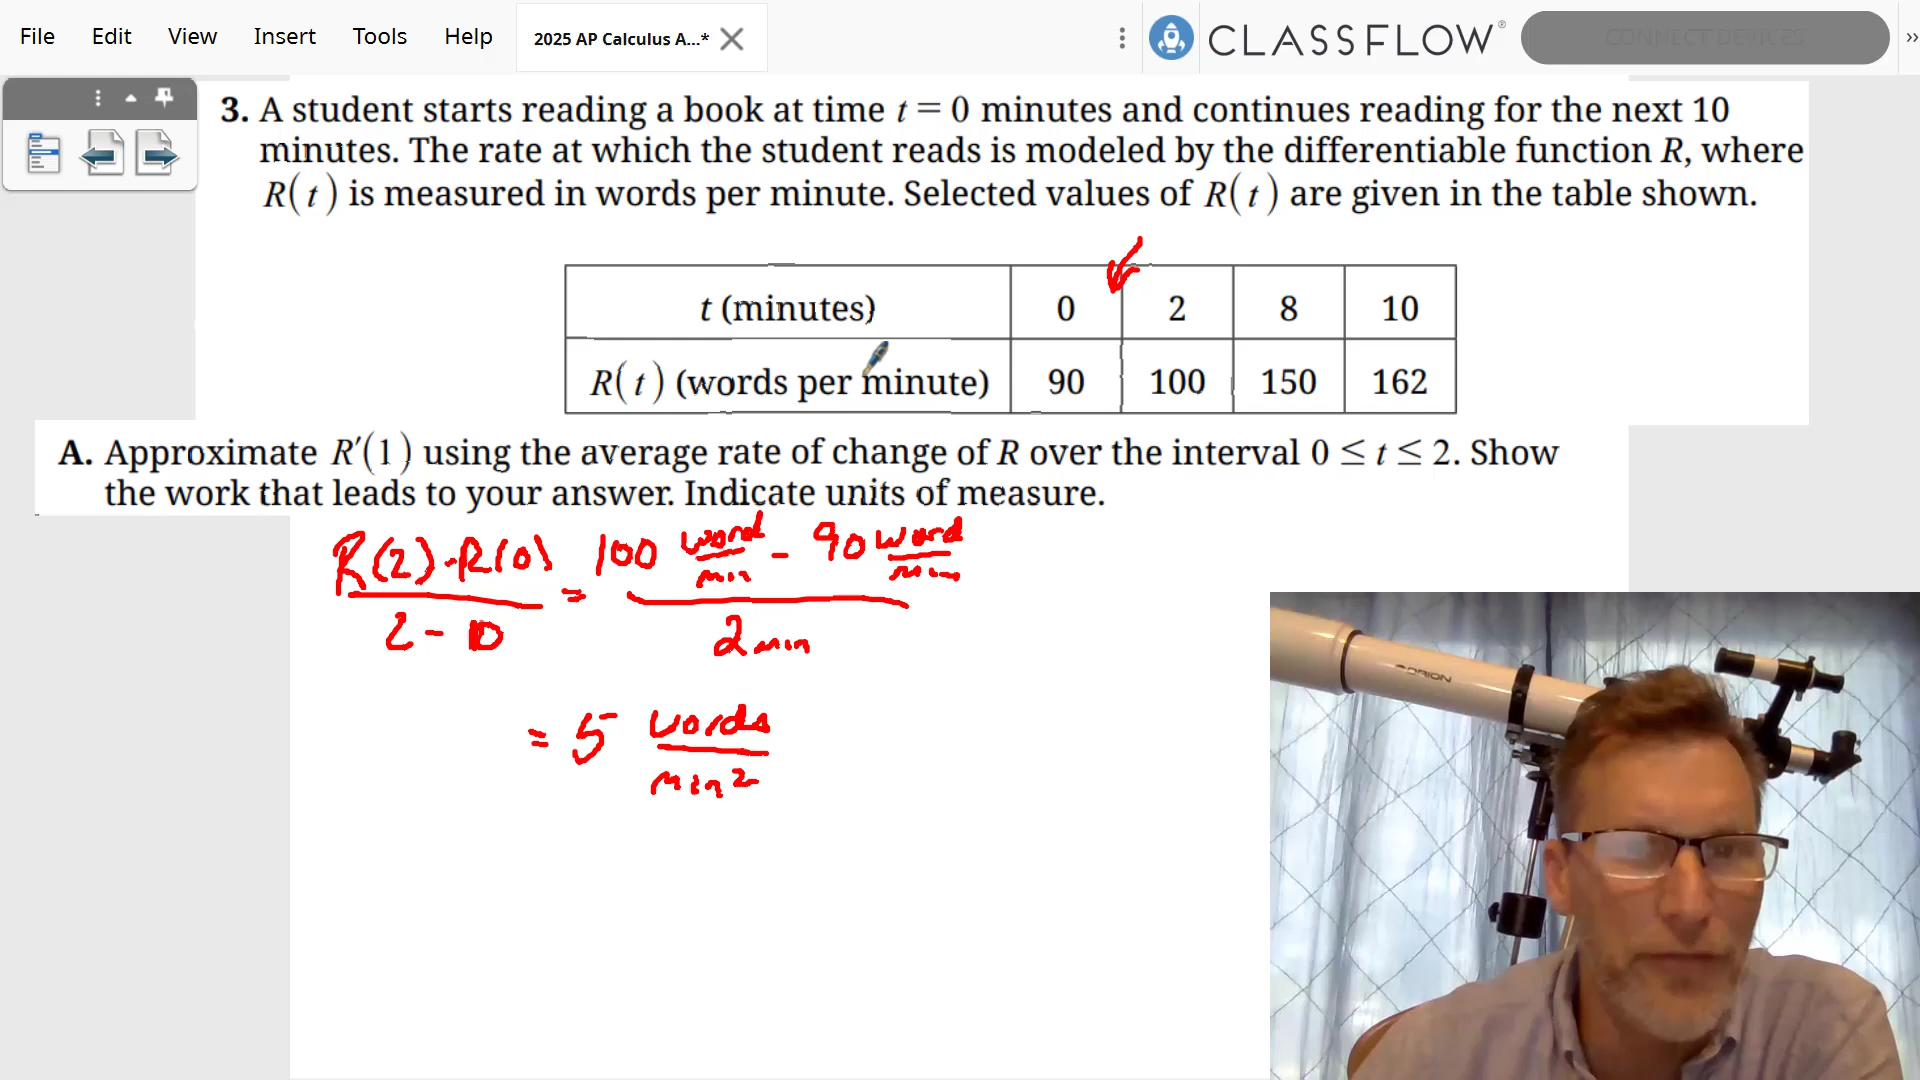 File Edit View Insert Tools Help 2025 AP Calculus A...* CLASSFLOW® CONNECT DEVICES
3. A student starts reading a book at time t = 0 minutes and continues reading for the next 10
minutes. The rate at which the student reads is modeled by the differentiable function R, where
R(t) is measured in words per minute. Selected values of R(t) are given in the table shown.
t (minutes) 0 2 8 10
R(t) (words per minute) 90 100 150 162
A. Approximate R′(1) using the average rate of change of R over the interval 0 ≤ t ≤ 2. Show
the work that leads to your answer. Indicate units of measure.
R(2) - R(0) = 100 word/min - 90 word/min
2 - 0 2 min
= 5 words/min²
ORION